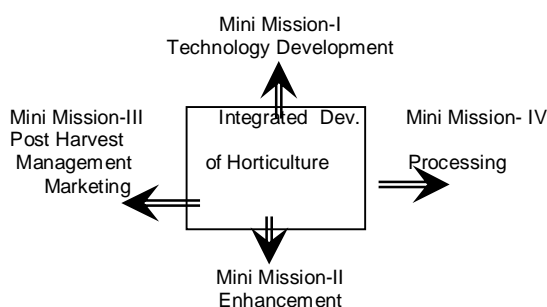 Mini Mission-I
Technology Development
Mini Mission-III
Post Harvest
Management
Marketing
Integrated Dev.
of Horticulture
Mini Mission- IV
Processing
Mini Mission-II
Enhancement